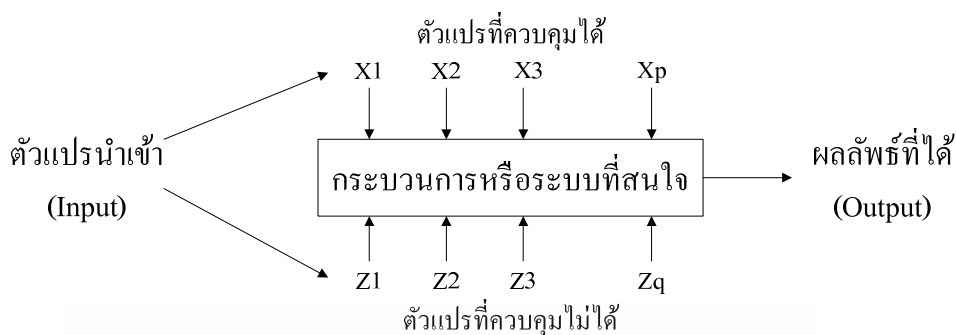 ตัวแปรที่ควบคุมได้
X1 X2 X3 Xp
ตัวแปรนำเข้า
(Input)
กระบวนการหรือระบบที่สนใจ
ผลลัพธ์ที่ได้
(Output)
Z1 Z2 Z3 Zq
ตัวแปรที่ควบคุมไม่ได้